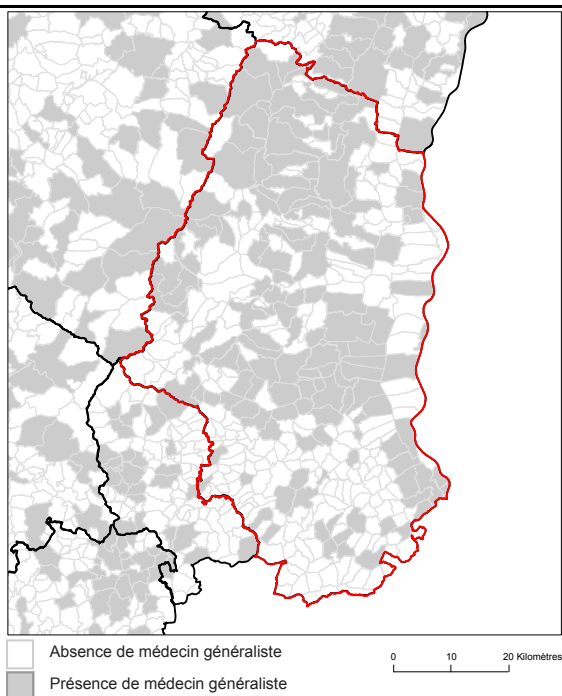 Absence de médecin généraliste
Présence de médecin généraliste
0 10 20 Kilomètres